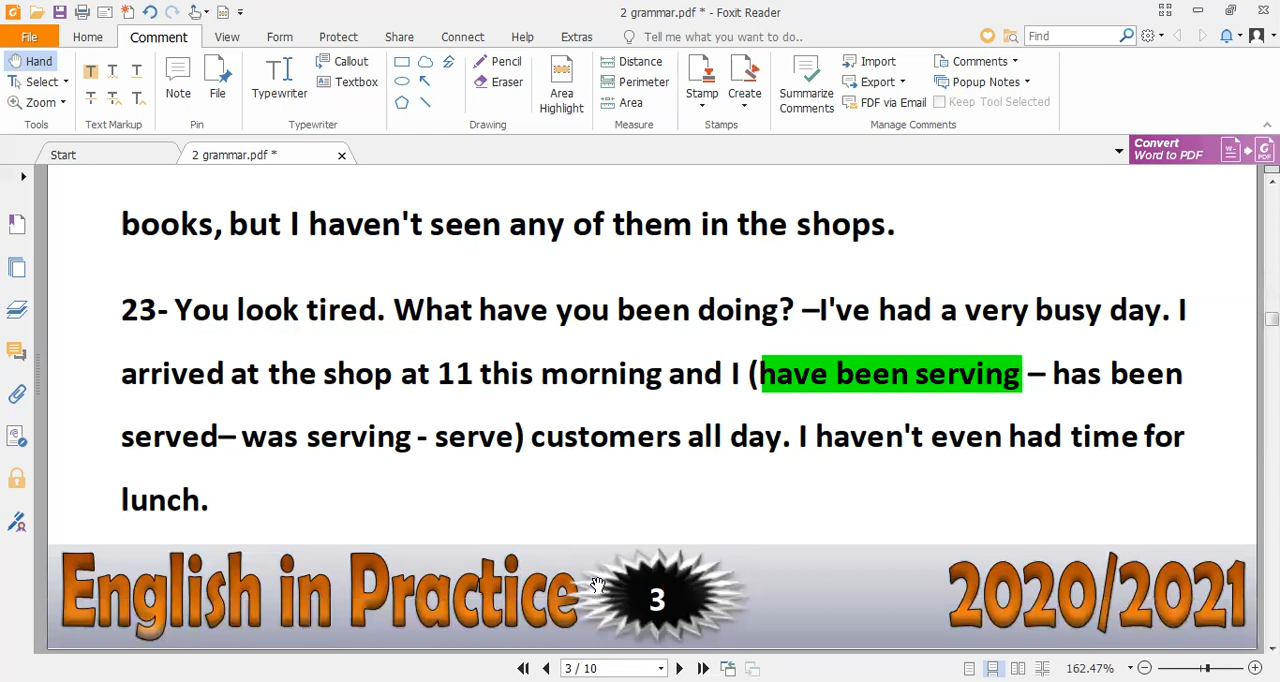 2 grammar.pdf * - Foxit Reader
File Home Comment View Form Protect Share Connect Help Extras Tell me what you want to do.. Find
Hand Callout Pencil Distance Import Comments
Select Textbox Eraser Perimeter Export Popup Notes
Zoom Note File Typewriter Area Highlight Area Stamp Create Summarize Comments FDF via Email Keep Tool Selected
Tools Text Markup Pin Typewriter Drawing Measure Stamps Manage Comments
Start 2 grammar.pdf * Convert Word to PDF
books, but I haven't seen any of them in the shops.
23- You look tired. What have you been doing? –I've had a very busy day. I
arrived at the shop at 11 this morning and I (have been serving – has been
served– was serving - serve) customers all day. I haven't even had time for
lunch.
English in Practice 3 2020/2021
3 / 10 162.47%